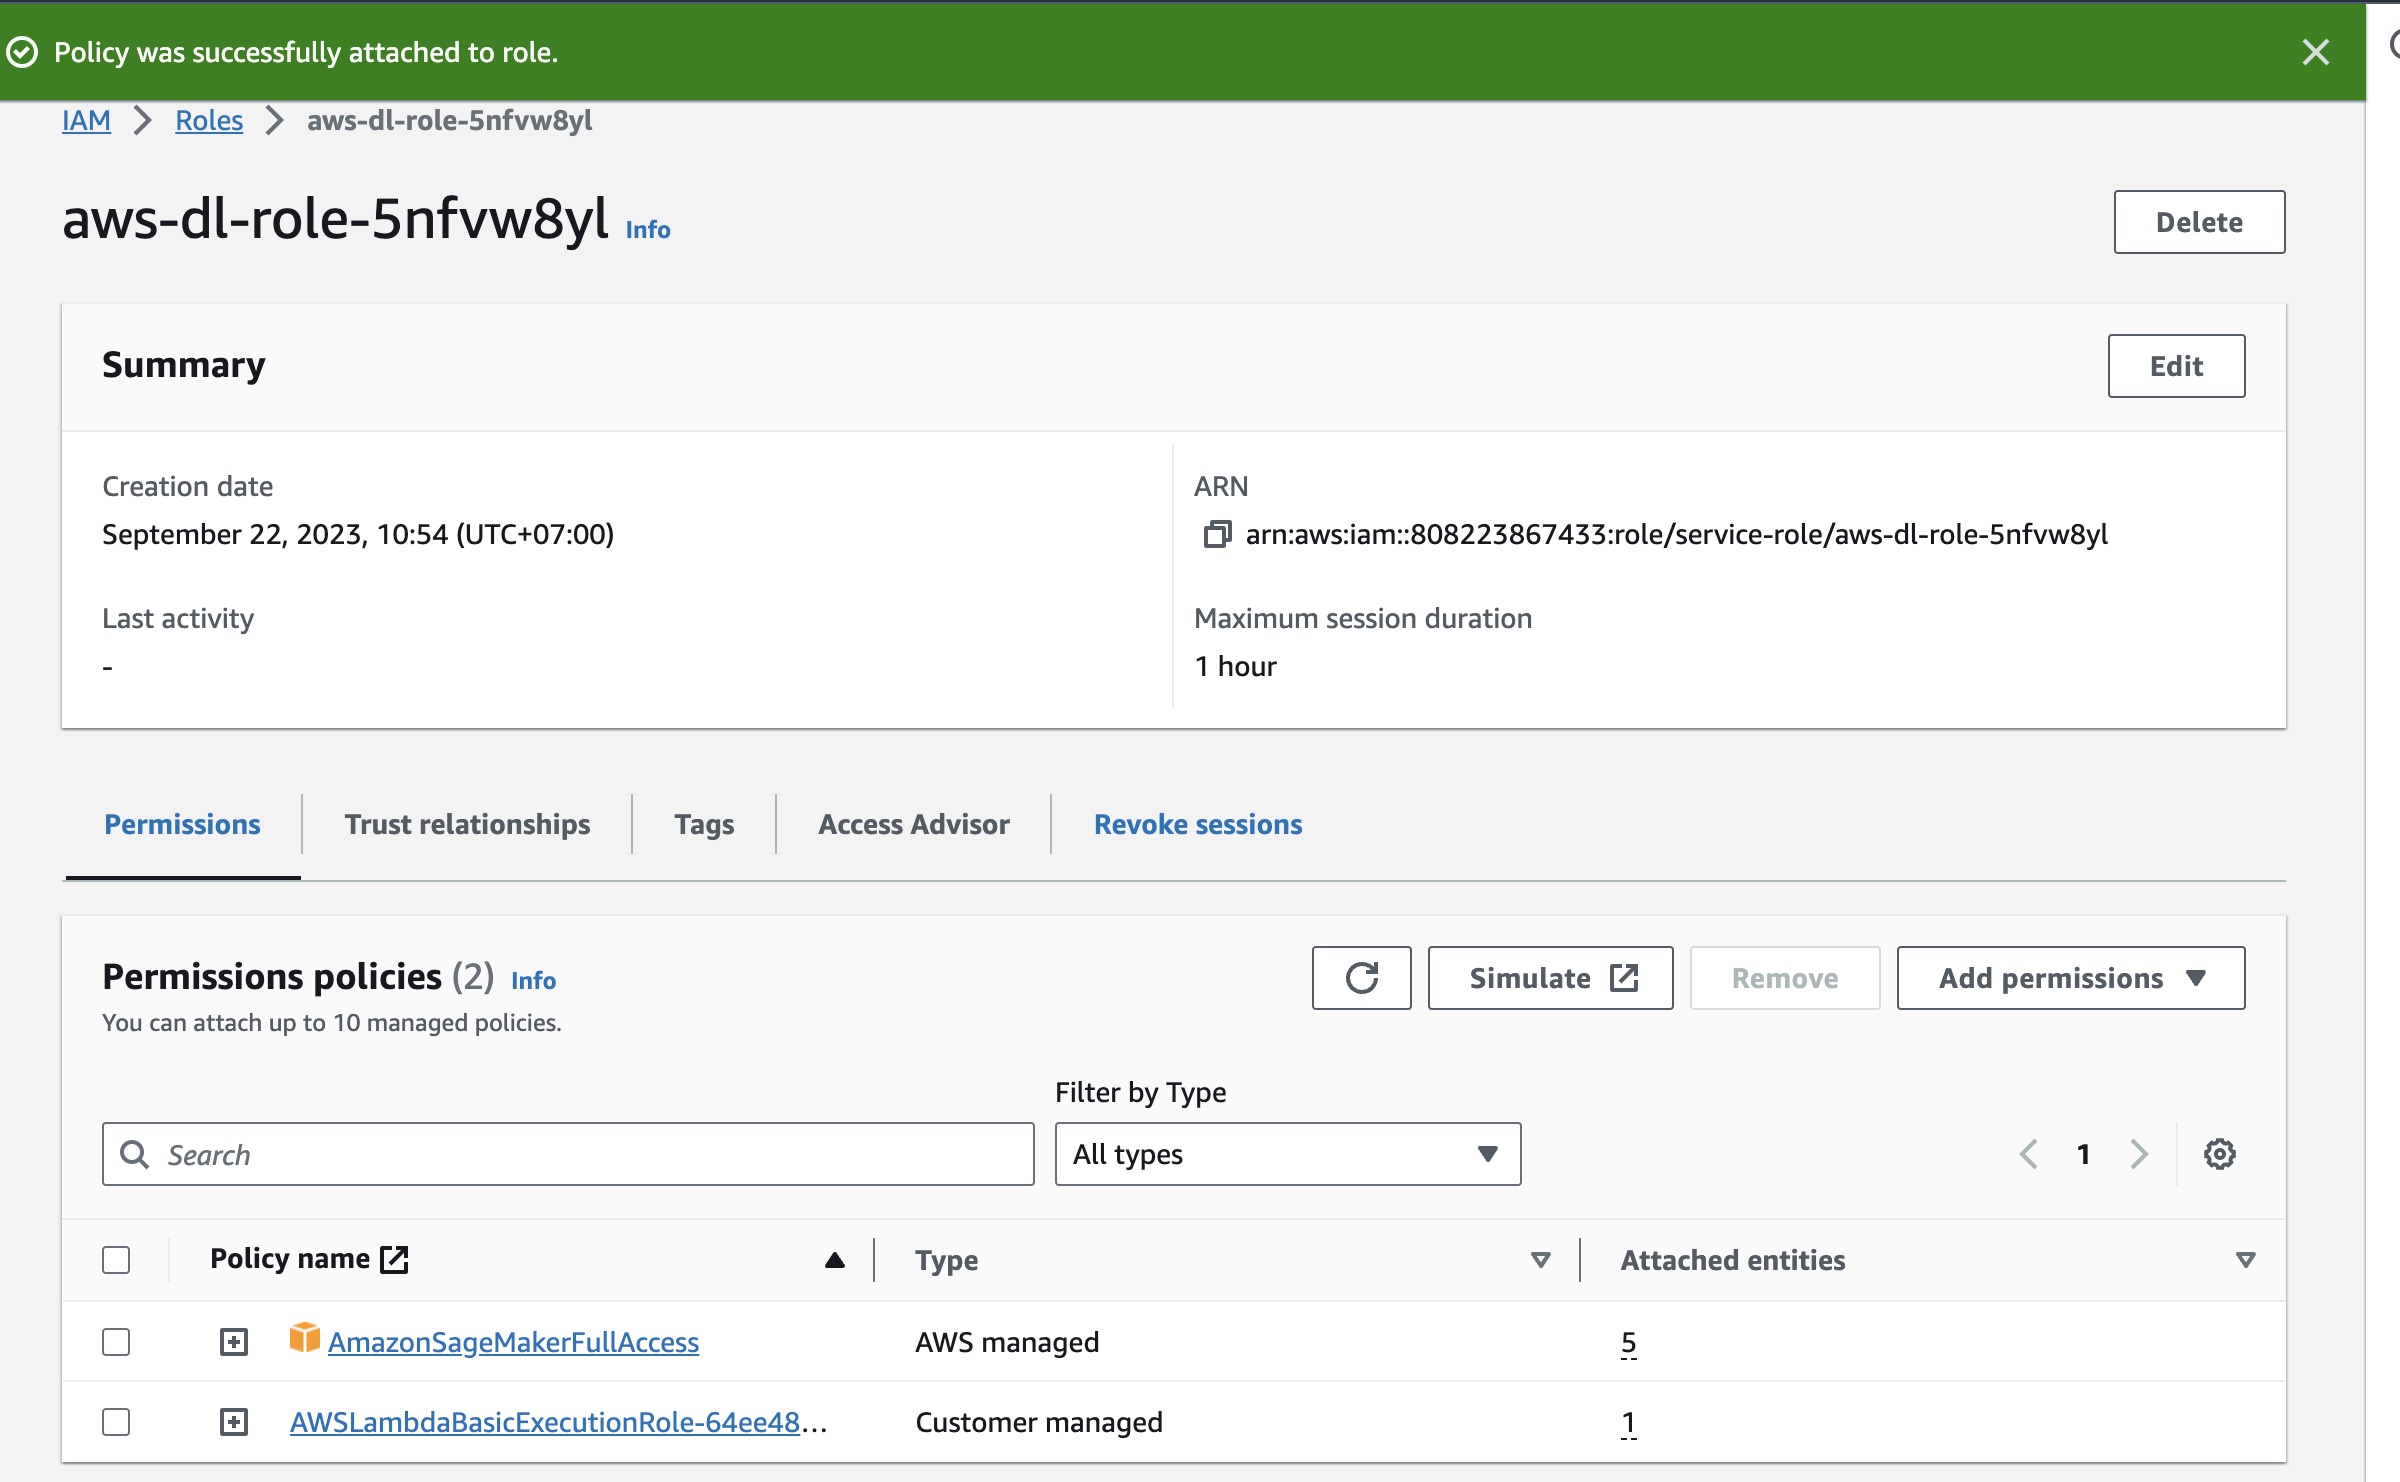 Policy was successfully attached to role.
IAM Roles aws-dl-role-5nfvw8yl
aws-dl-role-5nfvw8yl Info
Delete
Summary
Edit
Creation date
September 22, 2023, 10:54 (UTC+07:00)
ARN
arn:aws:iam::808223867433:role/service-role/aws-dl-role-5nfvw8yl
Last activity
-
Maximum session duration
1 hour
Permissions
Trust relationships
Tags
Access Advisor
Revoke sessions
Permissions policies (2) Info
You can attach up to 10 managed policies.
Simulate
Remove
Add permissions
Filter by Type
Search
All types
1
Policy name
Type
Attached entities
AmazonSageMakerFullAccess
AWS managed
5
AWSLambdaBasicExecutionRole-64ee48...
Customer managed
1